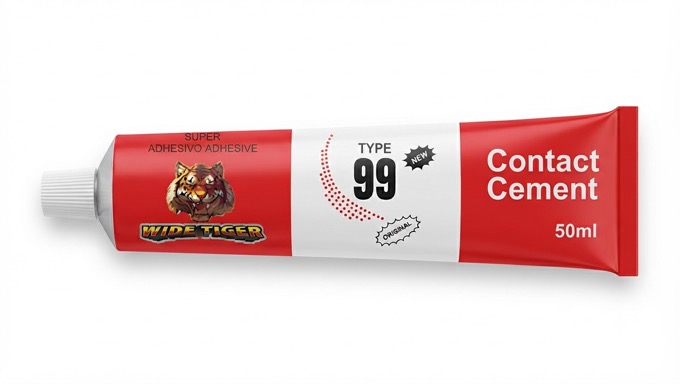 SUPER
ADHESIVO ADHESIVE
WIDE TIGER
TYPE
99
NEW
ORIGINAL
Contact
Cement
50ml